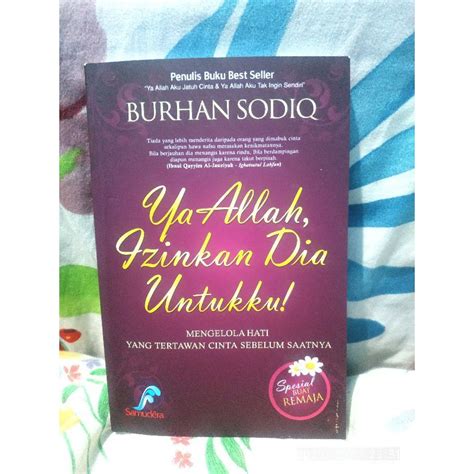 Penulis Buku Best Seller
"Ya Allah Aku Jatuh Cinta & Ya Allah Aku Tak Ingin Sendiri"
BURHAN SODIQ
Tiada yang lebih menderita daripada orang yang dimabuk cinta
sekalipun hawa nafsu merasakan kenikmatannya.
Bila berjauhan dia menangis karena rindu, Bila berdampingan
diapun menangis juga karena takut berpisah.
(Ibnul Qayyim Al-Jauziyah - Ighatsatul Lahfan)
Ya Allah,
Izinkan Dia
Untukku!
MENGELOLA HATI
YANG TERTAWAN CINTA SEBELUM SAATNYA
Spesial
BUAT
REMAJA
Samudera